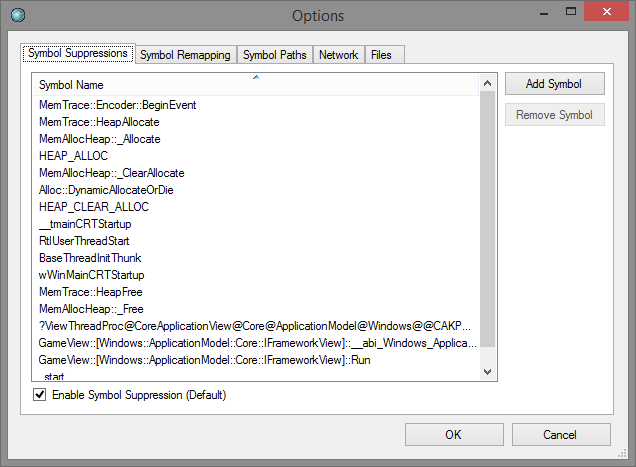 Options
Symbol Suppressions Symbol Remapping Symbol Paths Network Files
Symbol Name
MemTrace::Encoder::BeginEvent
MemTrace::HeapAllocate
MemAllocHeap::_Allocate
HEAP_ALLOC
MemAllocHeap::_ClearAllocate
Alloc::DynamicAllocateOrDie
HEAP_CLEAR_ALLOC
__tmainCRTStartup
RtlUserThreadStart
BaseThreadInitThunk
wWinMainCRTStartup
MemTrace::HeapFree
MemAllocHeap::_Free
?ViewThreadProc@CoreApplicationView@Core@ApplicationModel@Windows@@CAKP...
GameView::[Windows::ApplicationModel::Core::IFrameworkView]::__abi_Windows_Applica...
GameView::[Windows::ApplicationModel::Core::IFrameworkView]::Run
_start
Add Symbol
Remove Symbol
Enable Symbol Suppression (Default)
OK Cancel